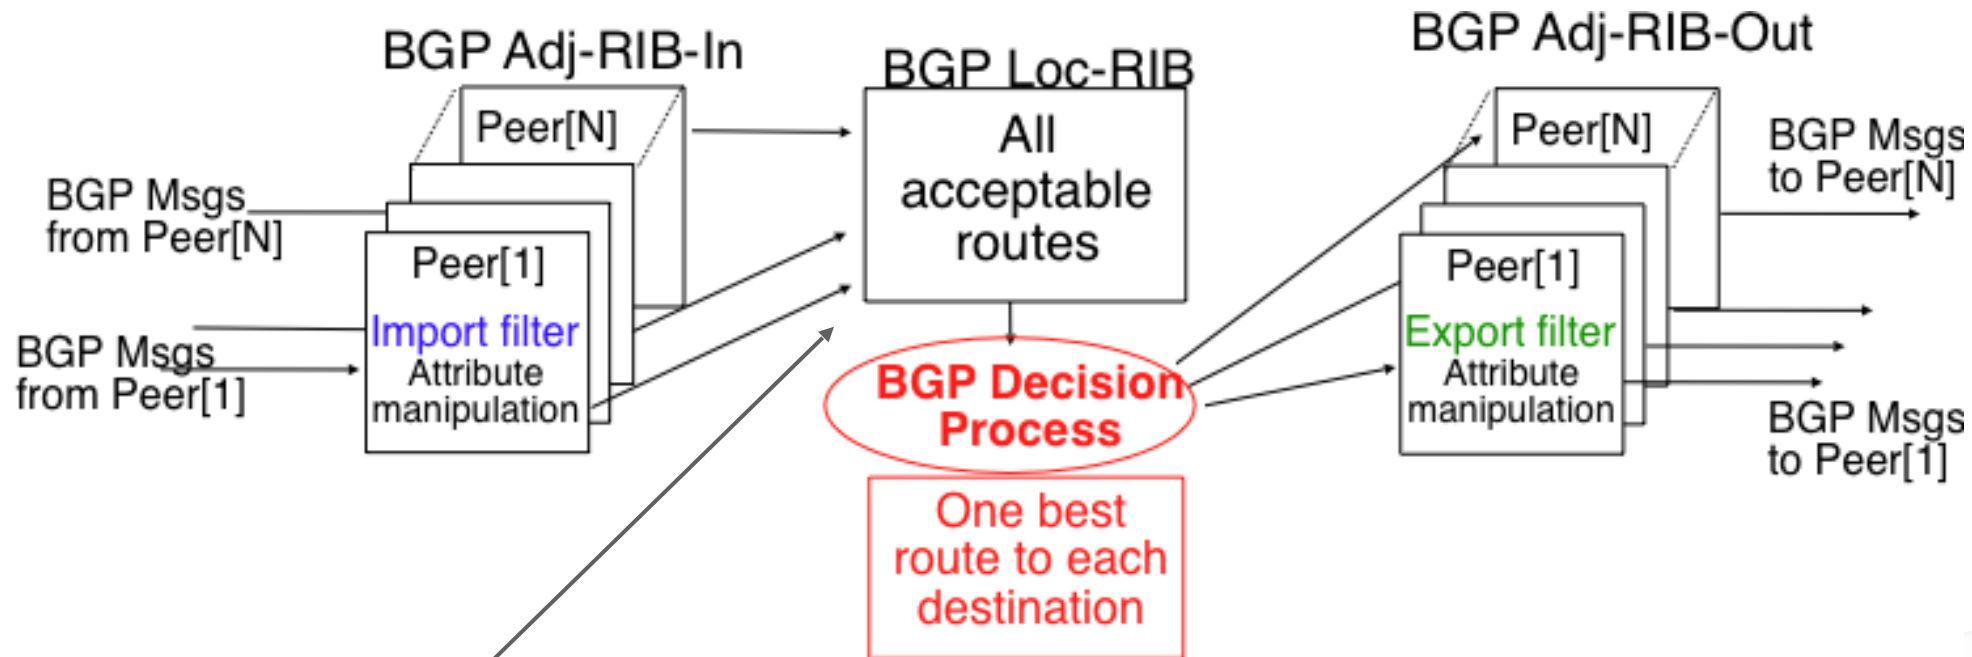 BGP Adj-RIB-In
Peer[N]
BGP Msgs
from Peer[N]
Peer[1]
Import filter
Attribute
manipulation
BGP Msgs
from Peer[1]
BGP Loc-RIB
All
acceptable
routes
BGP Decision
Process
One best
route to each
destination
BGP Adj-RIB-Out
Peer[N]
Peer[1]
Export filter
Attribute
manipulation
BGP Msgs
to Peer[N]
BGP Msgs
to Peer[1]